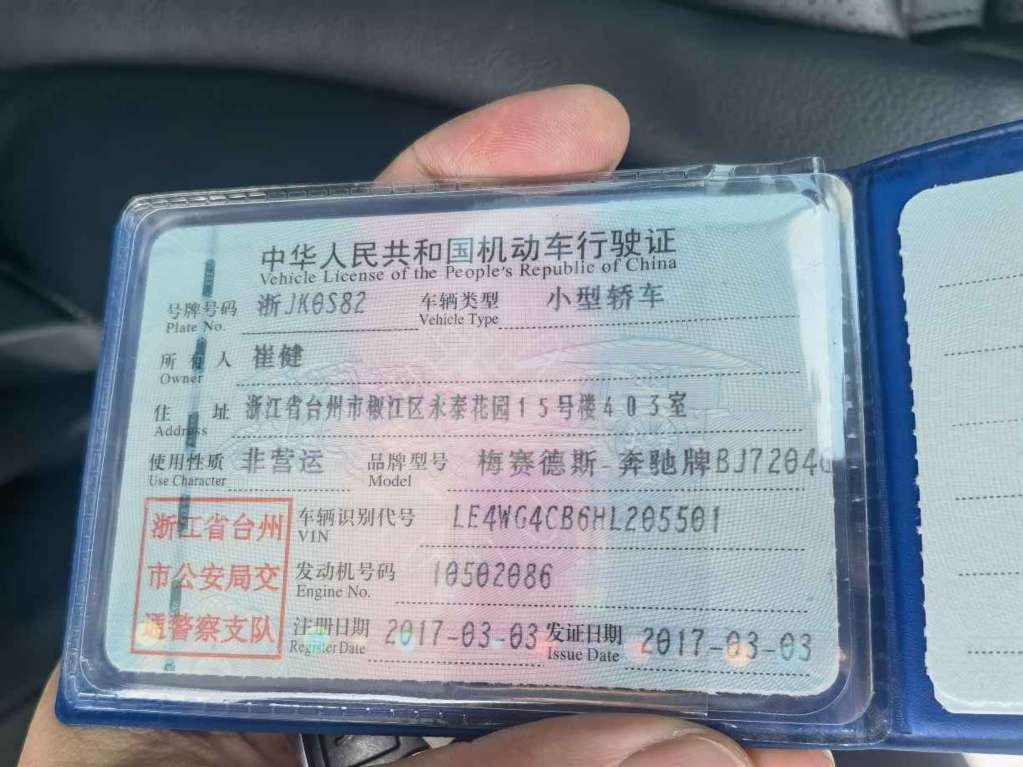 中华人民共和国机动车行驶证
Vehicle License of the People's Republic of China
号牌号码 浙JK0S82 车辆类型 小型轿车
Plate No. Vehicle Type
所有人 崔健
Owner
住址 浙江省台州市椒江区永泰花园15号楼403室
Address
使用性质 非营运 品牌型号 梅赛德斯-奔驰牌BJ7204G
Use Character Model
浙江省台州 车辆识别代号 LE4WG4CB6HL205501
VIN
市公安局交 发动机号码 10502086
Engine No.
通警察支队 注册日期 2017-03-03 发证日期 2017-03-03
Register Date Issue Date